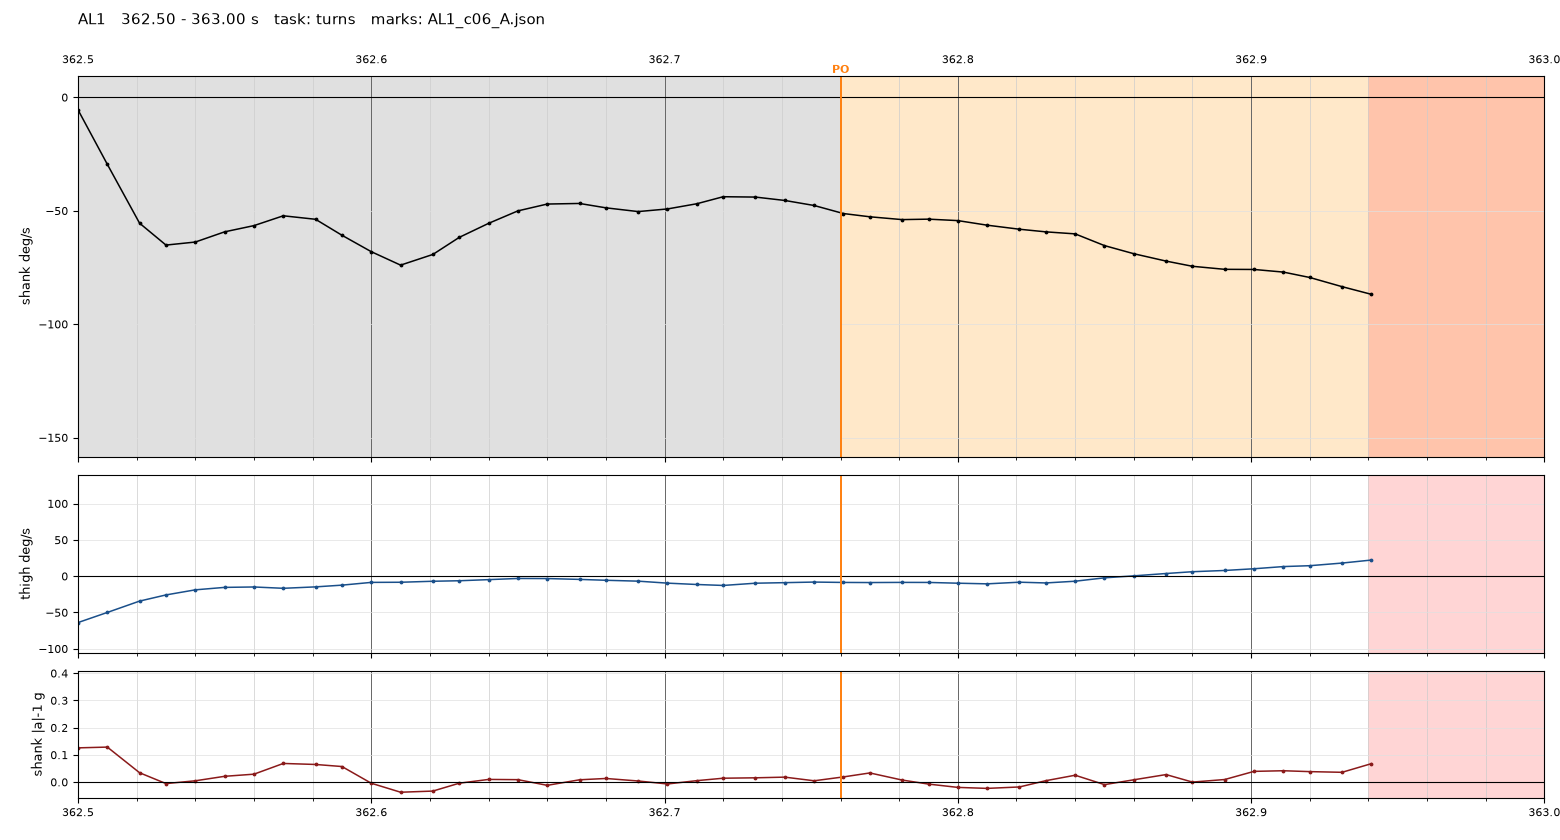 AL1   362.50 - 363.00 s   task: turns   marks: AL1_c06_A.json
362.5 362.6 362.7 362.8 362.9 363.0
PO
0
−50
−100
−150
shank deg/s
100
50
0
−50
−100
thigh deg/s
0.4
0.3
0.2
0.1
0.0
shank |a|-1 g
362.5 362.6 362.7 362.8 362.9 363.0